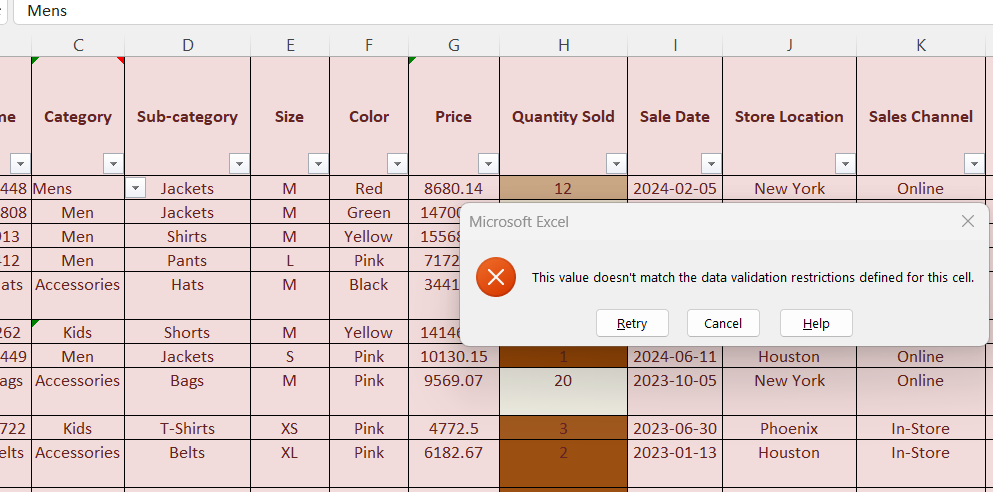 Mens
C D E F G H I J K
me Category Sub-category Size Color Price Quantity Sold Sale Date Store Location Sales Channel
448 Mens Jackets M Red 8680.14 12 2024-02-05 New York Online
808 Men Jackets M Green 1470
913 Men Shirts M Yellow 1556
412 Men Pants L Pink 7172
ats Accessories Hats M Black 3441
Microsoft Excel
This value doesn't match the data validation restrictions defined for this cell.
Retry Cancel Help
262 Kids Shorts M Yellow 1414
449 Men Jackets S Pink 10130.15 1 2024-06-11 Houston Online
ags Accessories Bags M Pink 9569.07 20 2023-10-05 New York Online
722 Kids T-Shirts XS Pink 4772.5 3 2023-06-30 Phoenix In-Store
elts Accessories Belts XL Pink 6182.67 2 2023-01-13 Houston In-Store